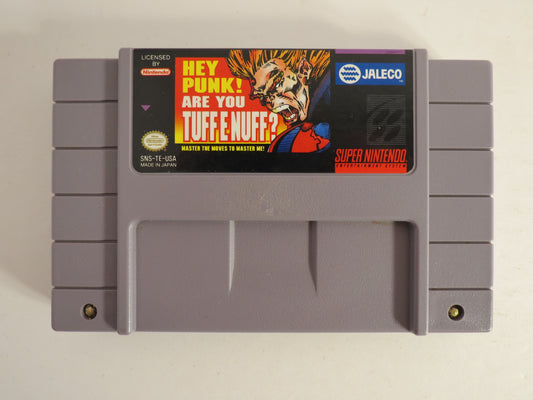 LICENSED
BY
Nintendo
HEY
PUNK!
ARE YOU
TUFF E NUFF?
MASTER THE MOVES TO MASTER ME!
JALECO
SNS-TE-USA
MADE IN JAPAN
SUPER NINTENDO
ENTERTAINMENT SYSTEM